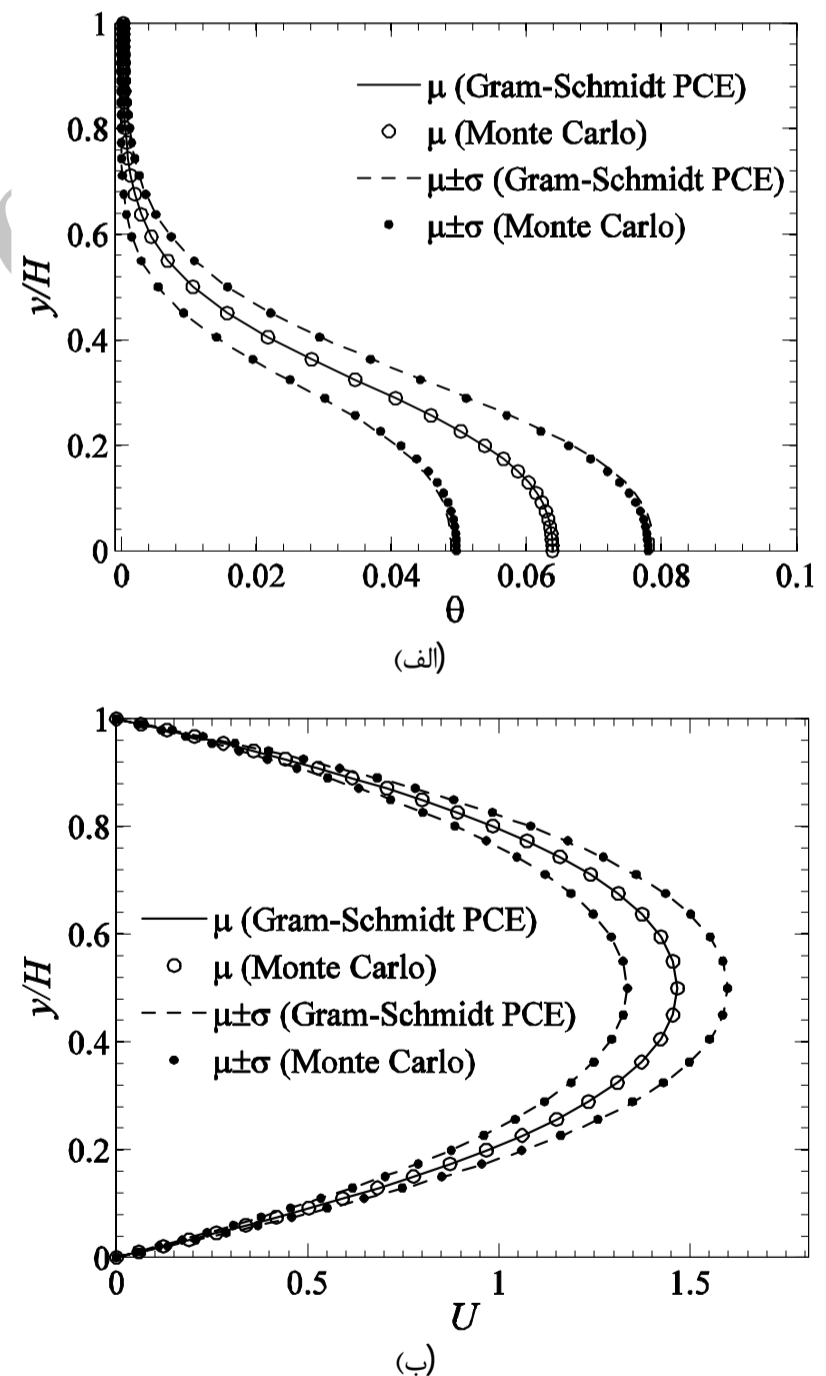 1
0.8
0.6
0.4
0.2
0
y/H
μ (Gram-Schmidt PCE)
μ (Monte Carlo)
μ±σ (Gram-Schmidt PCE)
μ±σ (Monte Carlo)
0 0.02 0.04 0.06 0.08 0.1
θ
(الف)
1
0.8
0.6
0.4
0.2
0
y/H
μ (Gram-Schmidt PCE)
μ (Monte Carlo)
μ±σ (Gram-Schmidt PCE)
μ±σ (Monte Carlo)
0 0.5 1 1.5
U
(ب)